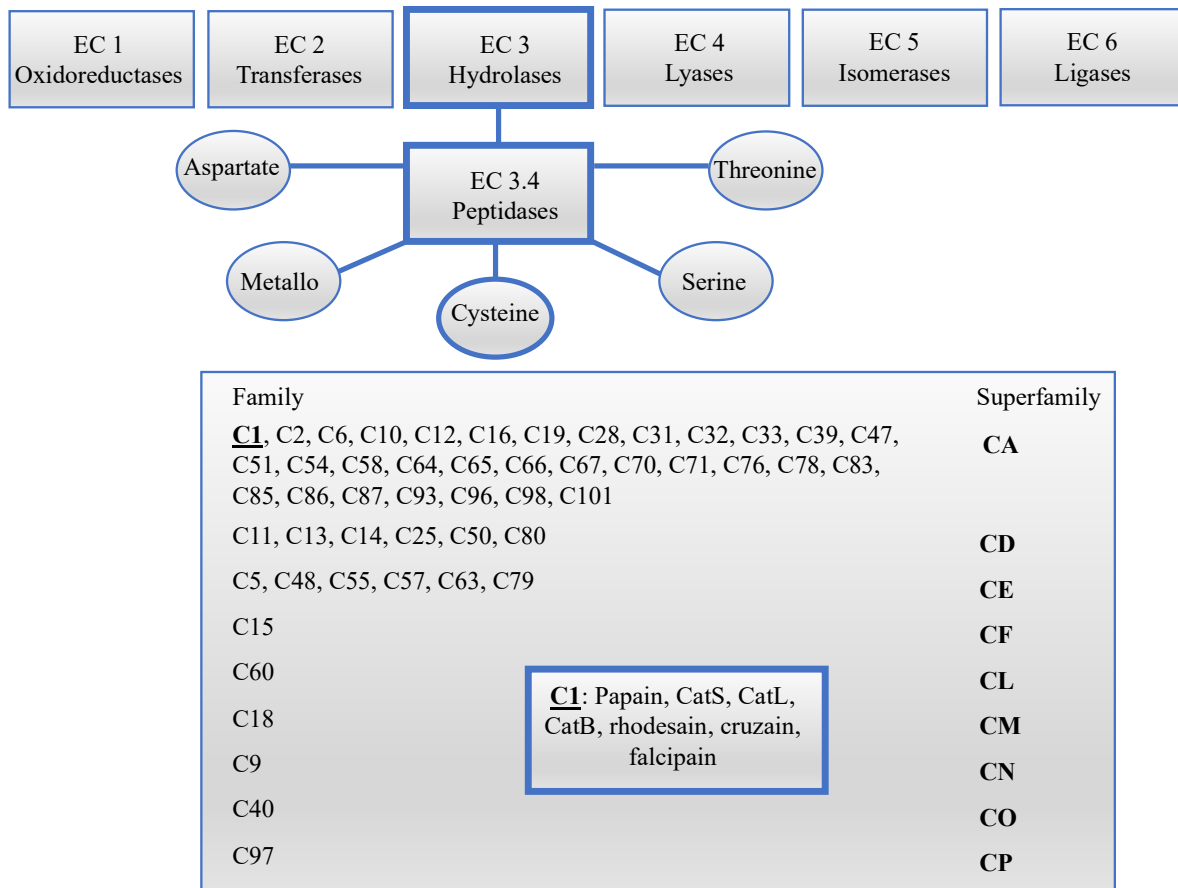 EC 1
Oxidoreductases
EC 2
Transferases
EC 3
Hydrolases
EC 4
Lyases
EC 5
Isomerases
EC 6
Ligases
Aspartate
EC 3.4
Peptidases
Threonine
Metallo
Cysteine
Serine
Family
Superfamily
C1, C2, C6, C10, C12, C16, C19, C28, C31, C32, C33, C39, C47,
C51, C54, C58, C64, C65, C66, C67, C70, C71, C76, C78, C83,
C85, C86, C87, C93, C96, C98, C101
CA
C11, C13, C14, C25, C50, C80
CD
C5, C48, C55, C57, C63, C79
CE
C15
CF
C60
CL
C18
CM
C9
CN
C40
CO
C97
CP
C1: Papain, CatS, CatL,
CatB, rhodesain, cruzain,
falcipain